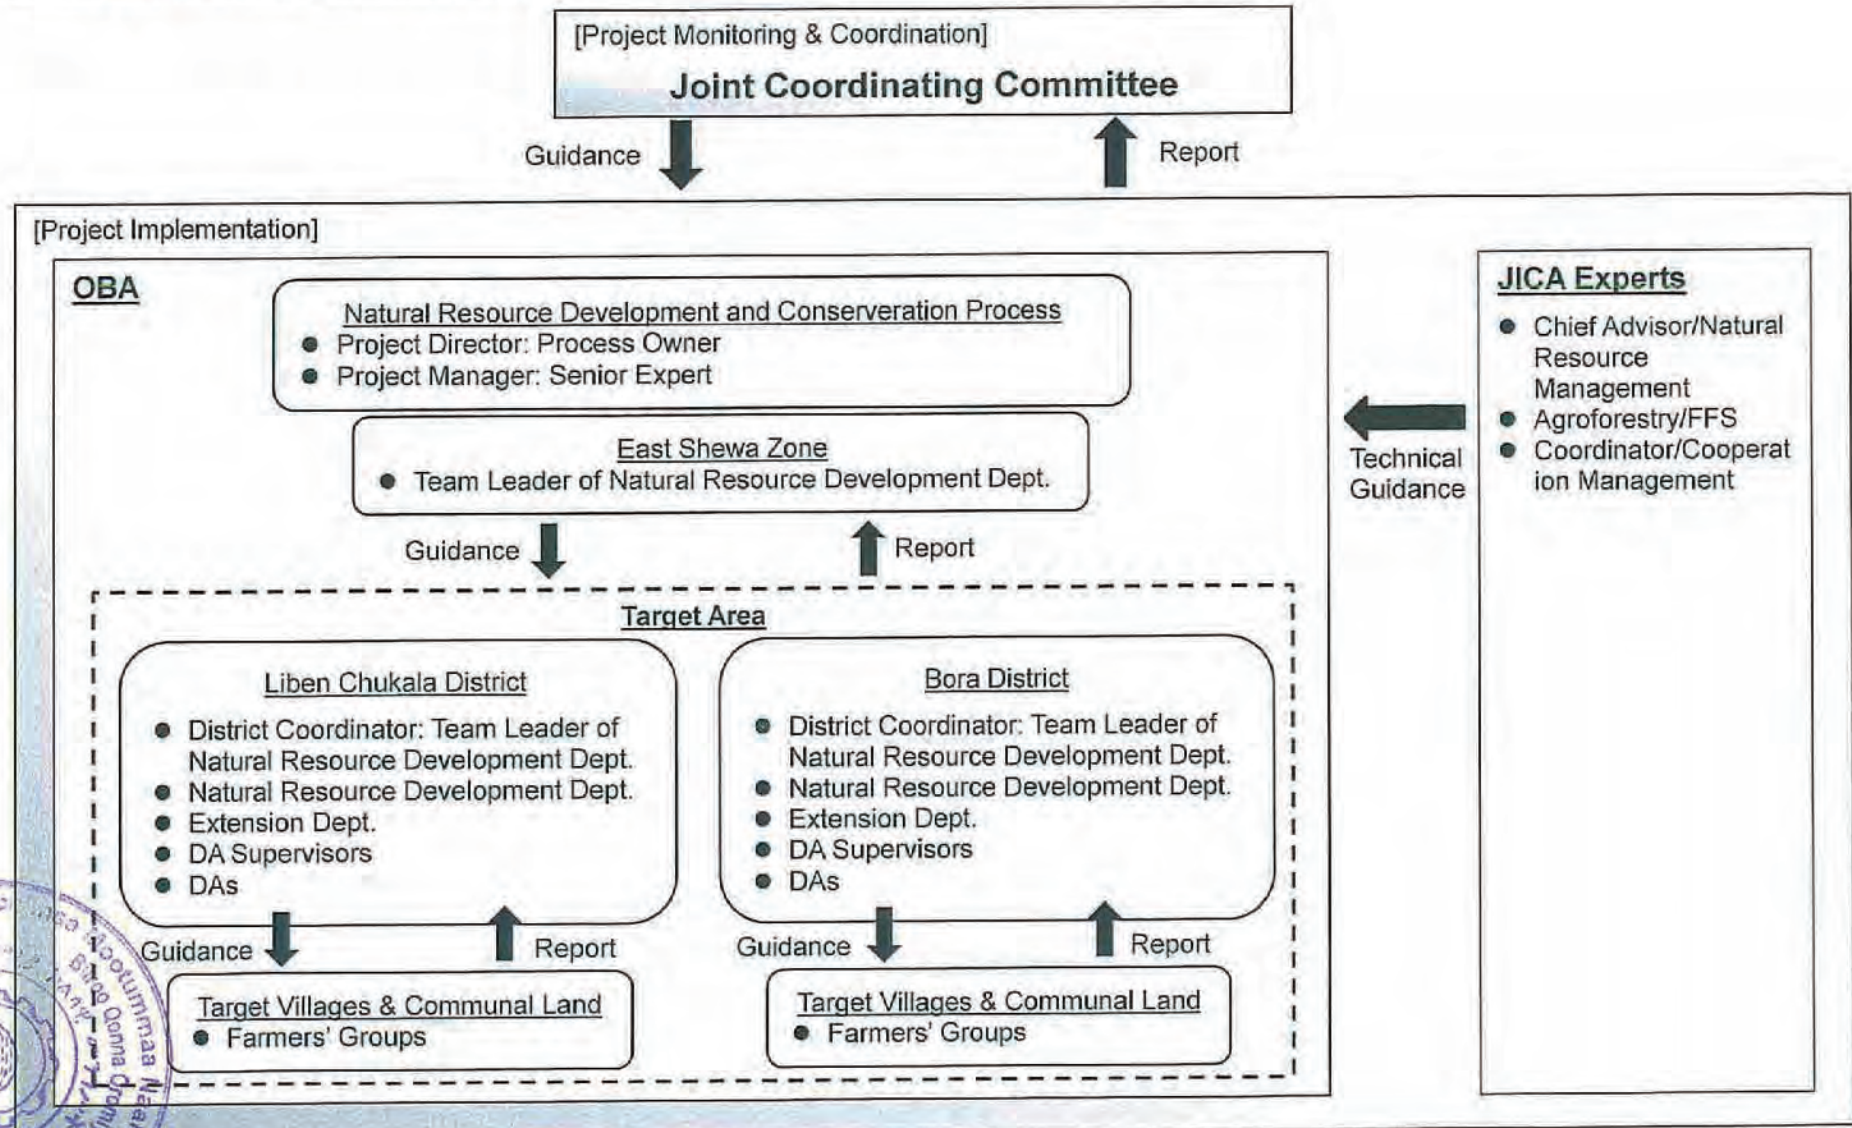 [Project Monitoring & Coordination]
Joint Coordinating Committee
Guidance
Report
[Project Implementation]
OBA
Natural Resource Development and Conserveration Process
● Project Director: Process Owner
● Project Manager: Senior Expert
East Shewa Zone
● Team Leader of Natural Resource Development Dept.
Guidance
Report
Target Area
Liben Chukala District
● District Coordinator: Team Leader of
Natural Resource Development Dept.
● Natural Resource Development Dept.
● Extension Dept.
● DA Supervisors
● DAs
Guidance
Report
Target Villages & Communal Land
● Farmers' Groups
Bora District
● District Coordinator: Team Leader of
Natural Resource Development Dept.
● Natural Resource Development Dept.
● Extension Dept.
● DA Supervisors
● DAs
Guidance
Report
Target Villages & Communal Land
● Farmers' Groups
Technical
Guidance
JICA Experts
● Chief Advisor/Natural
Resource
Management
● Agroforestry/FFS
● Coordinator/Cooperat
ion Management
Qonna